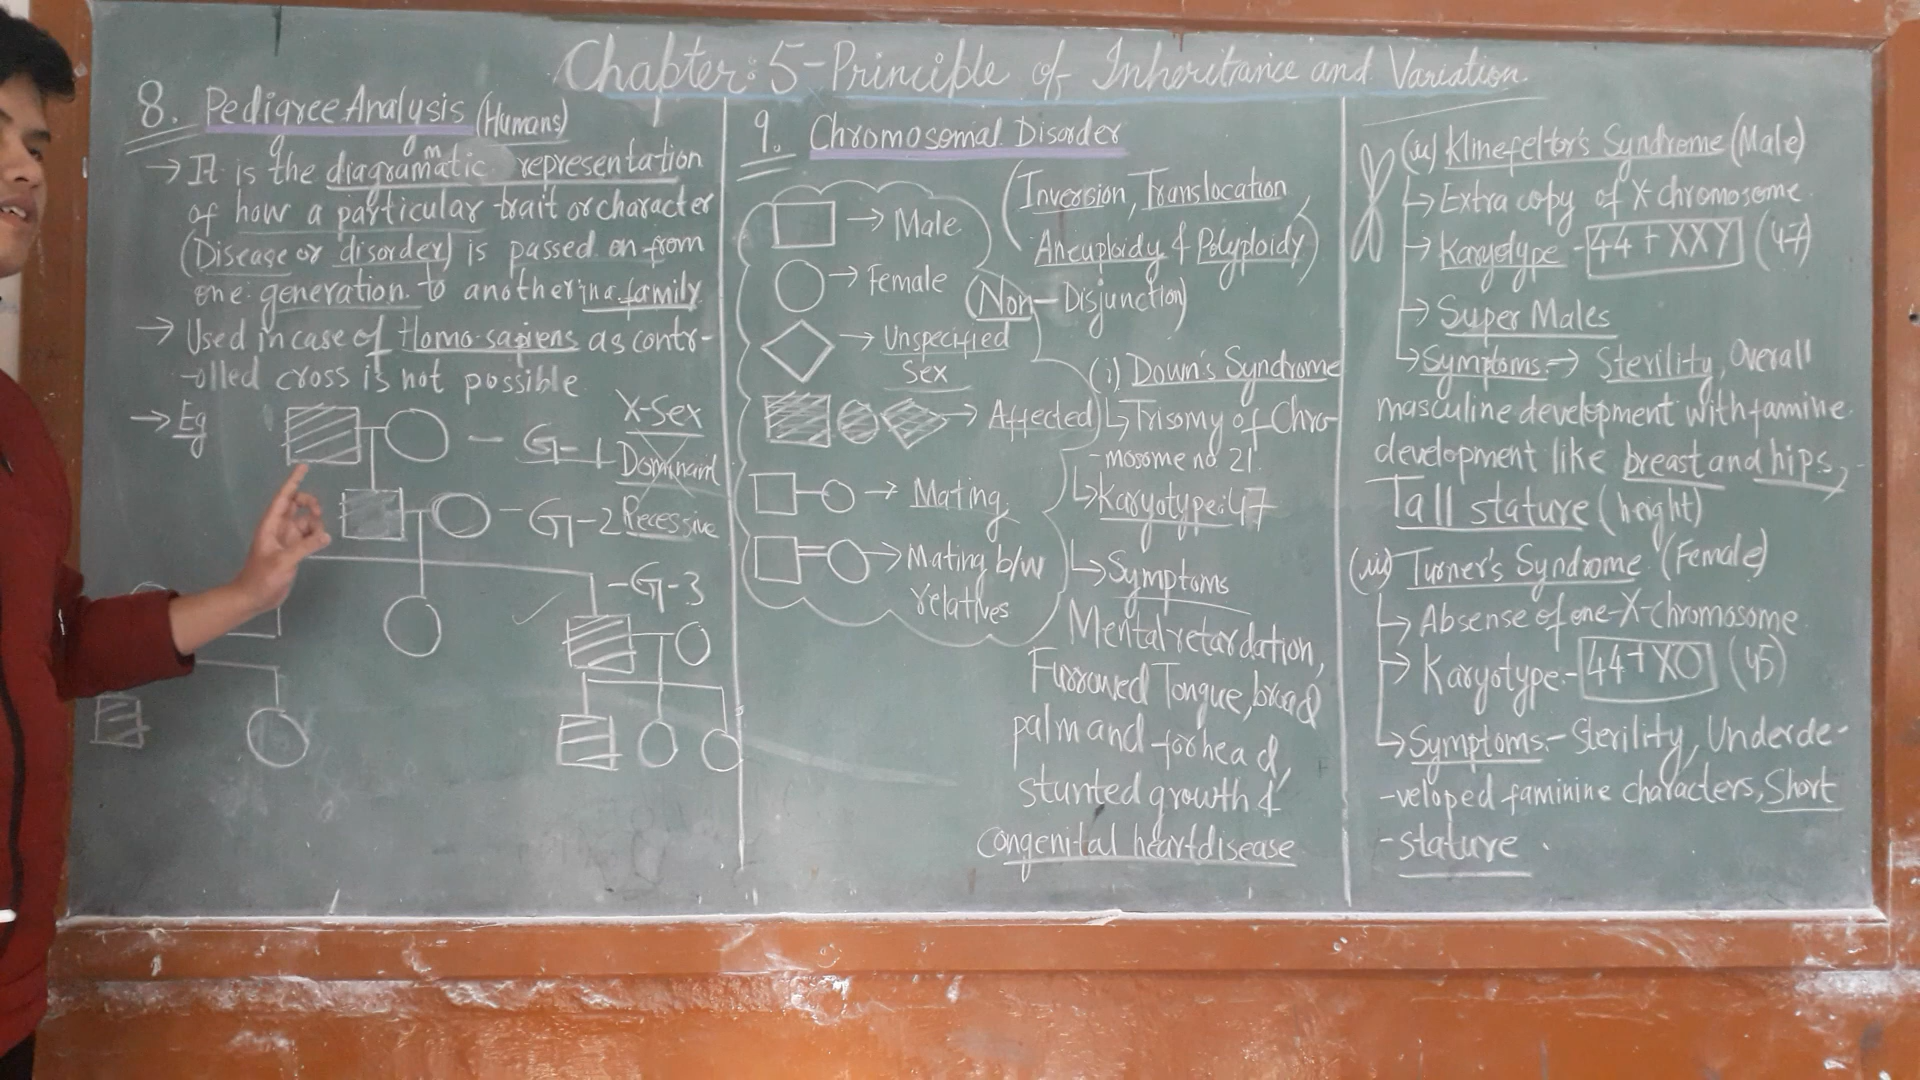 Chapter: 5 - Principle of Inheritance and Variation.
8. Pedigree Analysis (Humans)
→ It is the diagrammatic representation
of how a particular trait or character
(Disease or disorder) is passed on from
one generation to another in a family
→ Used in case of Homo-sapiens as contr-
-olled cross is not possible
→ Eg
X-Sex
- G-1
Dominant
- G-2
Recessive
- G-3
9. Chromosomal Disorder
(Inversion, Translocation,
Aneuploidy & Polyploidy)
(Non-Disjunction)
→ Male
→ Female
→ Unspecified
Sex
→ Affected
→ Mating
→ Mating b/w
relatives
(i) Down's Syndrome
↳ Trisomy of Chro-
-mosome no. 21.
↳ Karyotype: 47
↳ Symptoms
Mental retardation,
Furrowed Tongue, broad
palm and forhead,
stunted growth &
congenital heart disease
(ii) Klinefeltor's Syndrome (Male)
→ Extra copy of X-chromosome.
→ Karyotype - 44 + XXY (47)
→ Super Males
↳ Symptoms:- → Sterility, Overall
masculine development with famine
development like breast and hips,
Tall stature (height)
(iii) Turner's Syndrome (Female)
→ Absense of one-X-chromosome
→ Karyotype:- 44+XO (45)
↳ Symptoms:- Sterility, Underde-
-veloped faminine characters, Short
-stature.